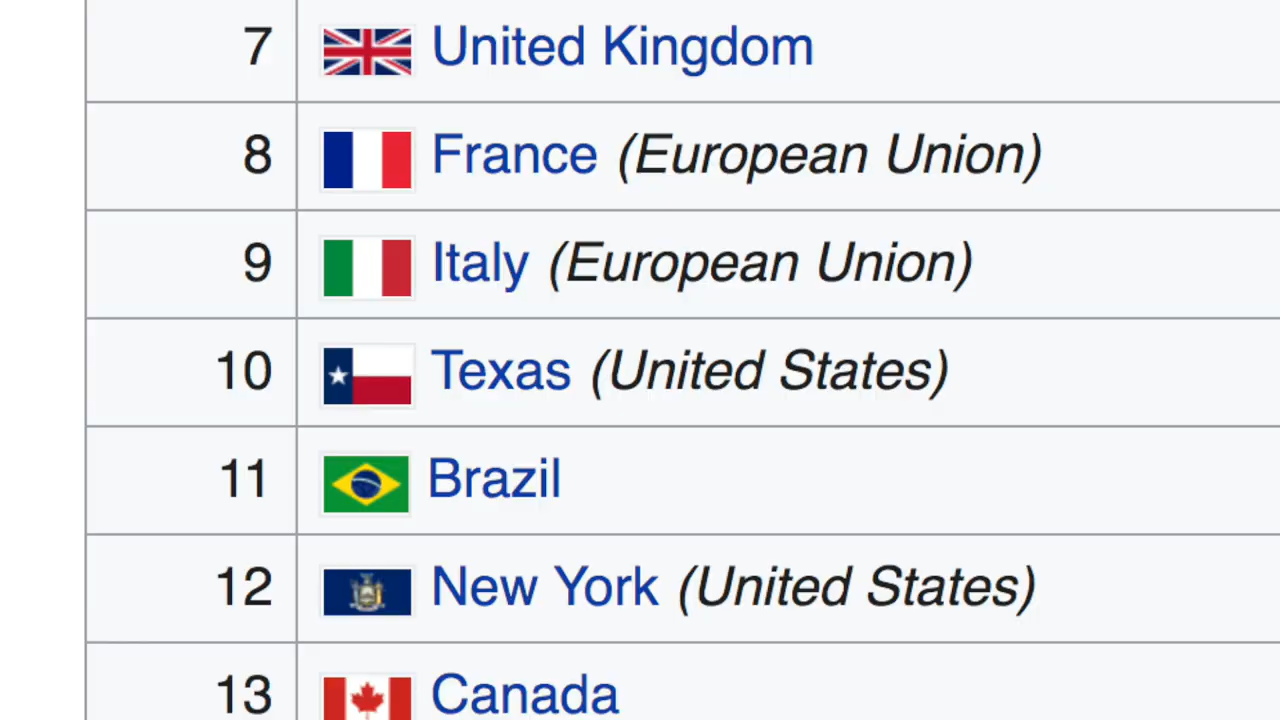 7 United Kingdom
8 France (European Union)
9 Italy (European Union)
10 Texas (United States)
11 Brazil
12 New York (United States)
13 Canada